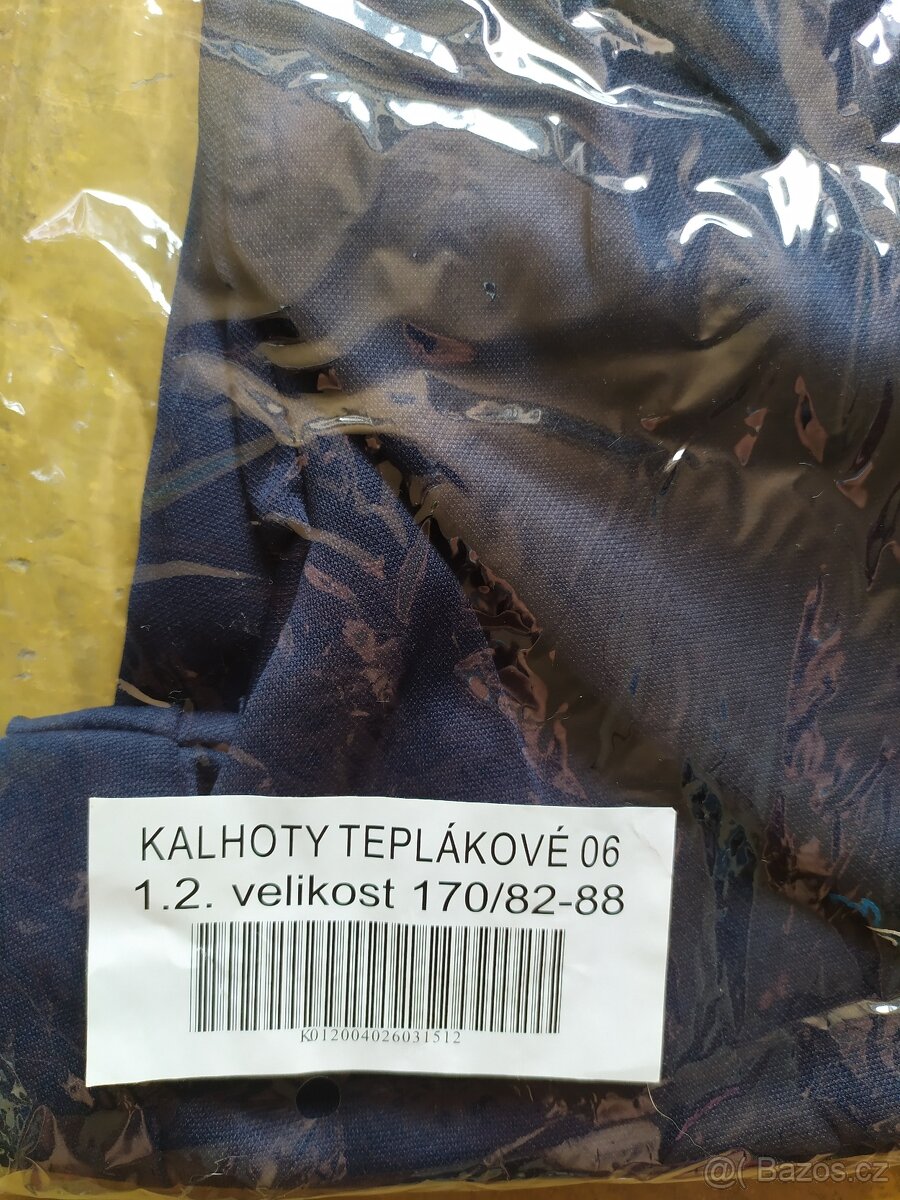 KALHOTY TEPLÁKOVÉ 06
1.2. velikost 170/82-88
K012004026031512
@( Bazos.cz